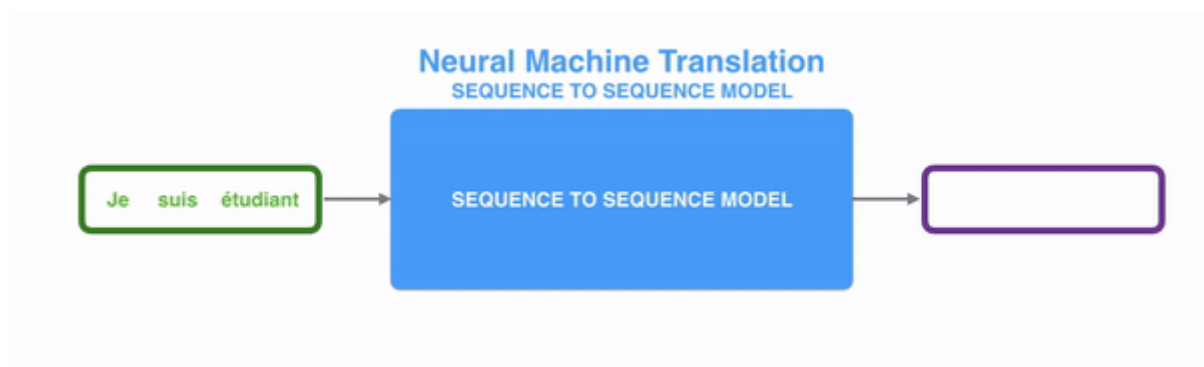 Neural Machine Translation
SEQUENCE TO SEQUENCE MODEL
Je suis étudiant
SEQUENCE TO SEQUENCE MODEL